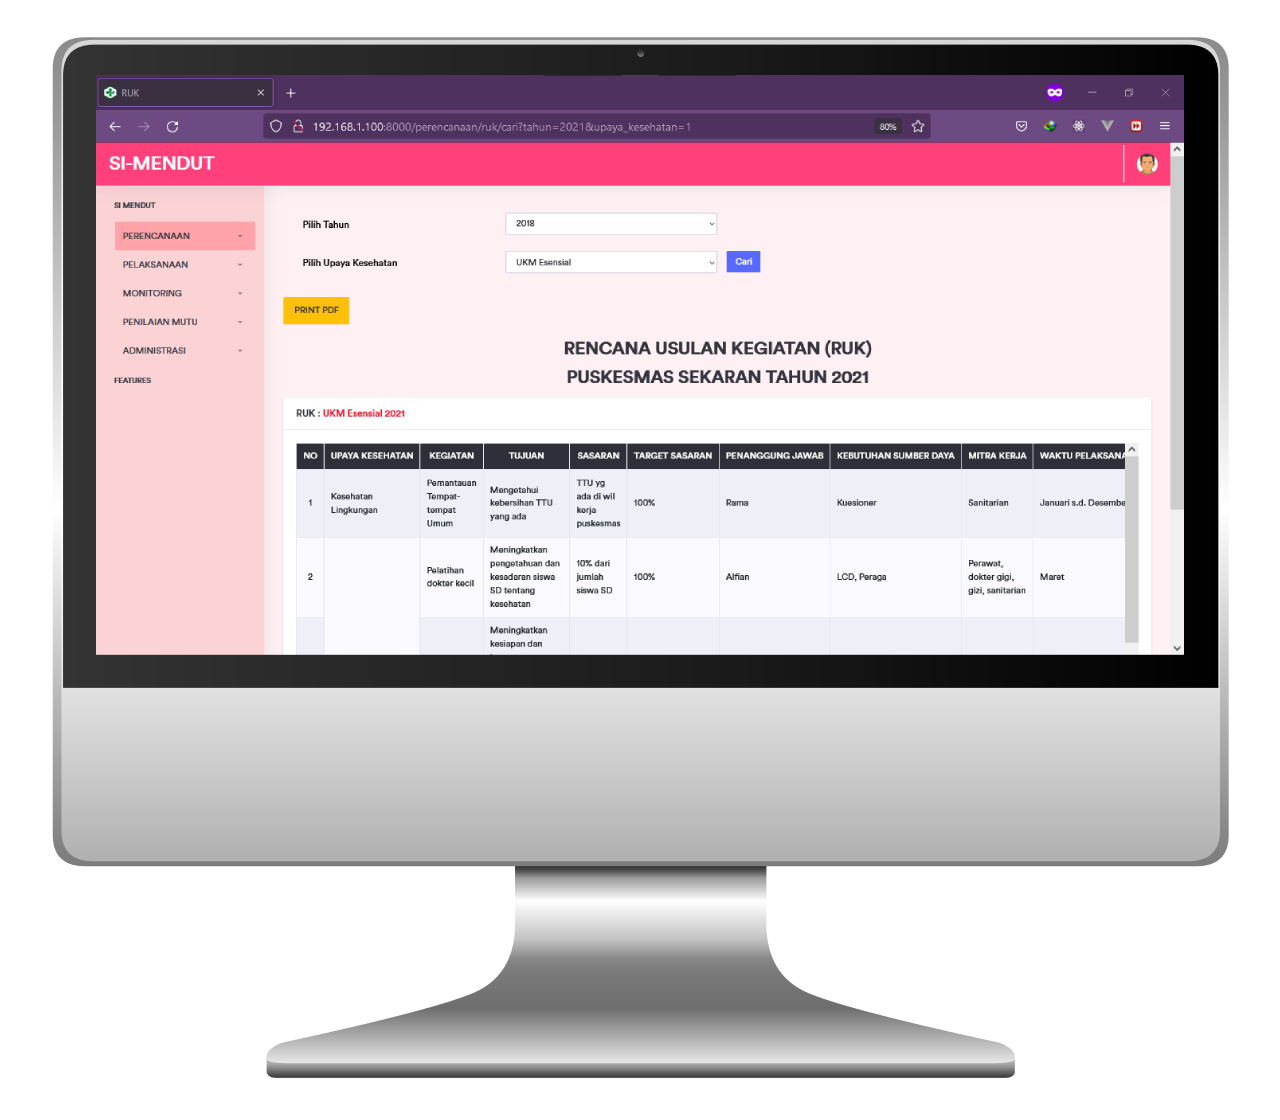 RUK
192.168.1.100:8000/perencanaan/ruk/cari?tahun=2021&upaya_kesehatan=1
80%
SI-MENDUT
SI MENDUT
PERENCANAAN
PELAKSANAAN
MONITORING
PENILAIAN MUTU
ADMINISTRASI
FEATURES
Pilih Tahun
2018
Pilih Upaya Kesehatan
UKM Esensial
Cari
PRINT PDF
RENCANA USULAN KEGIATAN (RUK)
PUSKESMAS SEKARAN TAHUN 2021
RUK : UKM Esensial 2021
NO UPAYA KESEHATAN KEGIATAN TUJUAN SASARAN TARGET SASARAN PENANGGUNG JAWAB KEBUTUHAN SUMBER DAYA MITRA KERJA WAKTU PELAKSANA
1
Kesehatan
Lingkungan
Pemantauan
Tempat-
tempat
Umum
Mengetahui
kebersihan TTU
yang ada
TTU yg
ada di wil
kerja
puskesmas
100%
Rama
Kuesioner
Sanitarian
Januari s.d. Desembe
2
Pelatihan
dokter kecil
Meningkatkan
pengetahuan dan
kesadaran siswa
SD tentang
kesehatan
10% dari
jumlah
siswa SD
100%
Alfian
LCD, Peraga
Perawat,
dokter gigi,
gizi, sanitarian
Maret
Meningkatkan
kesiapan dan